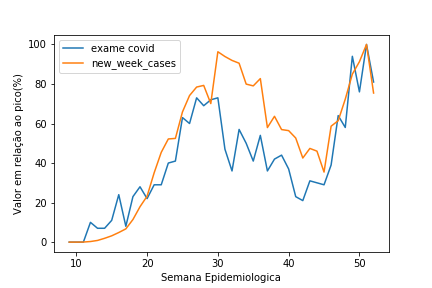 exame covid
new_week_cases
Valor em relação ao pico(%)
100
80
60
40
20
0
10
20
30
40
50
Semana Epidemiologica